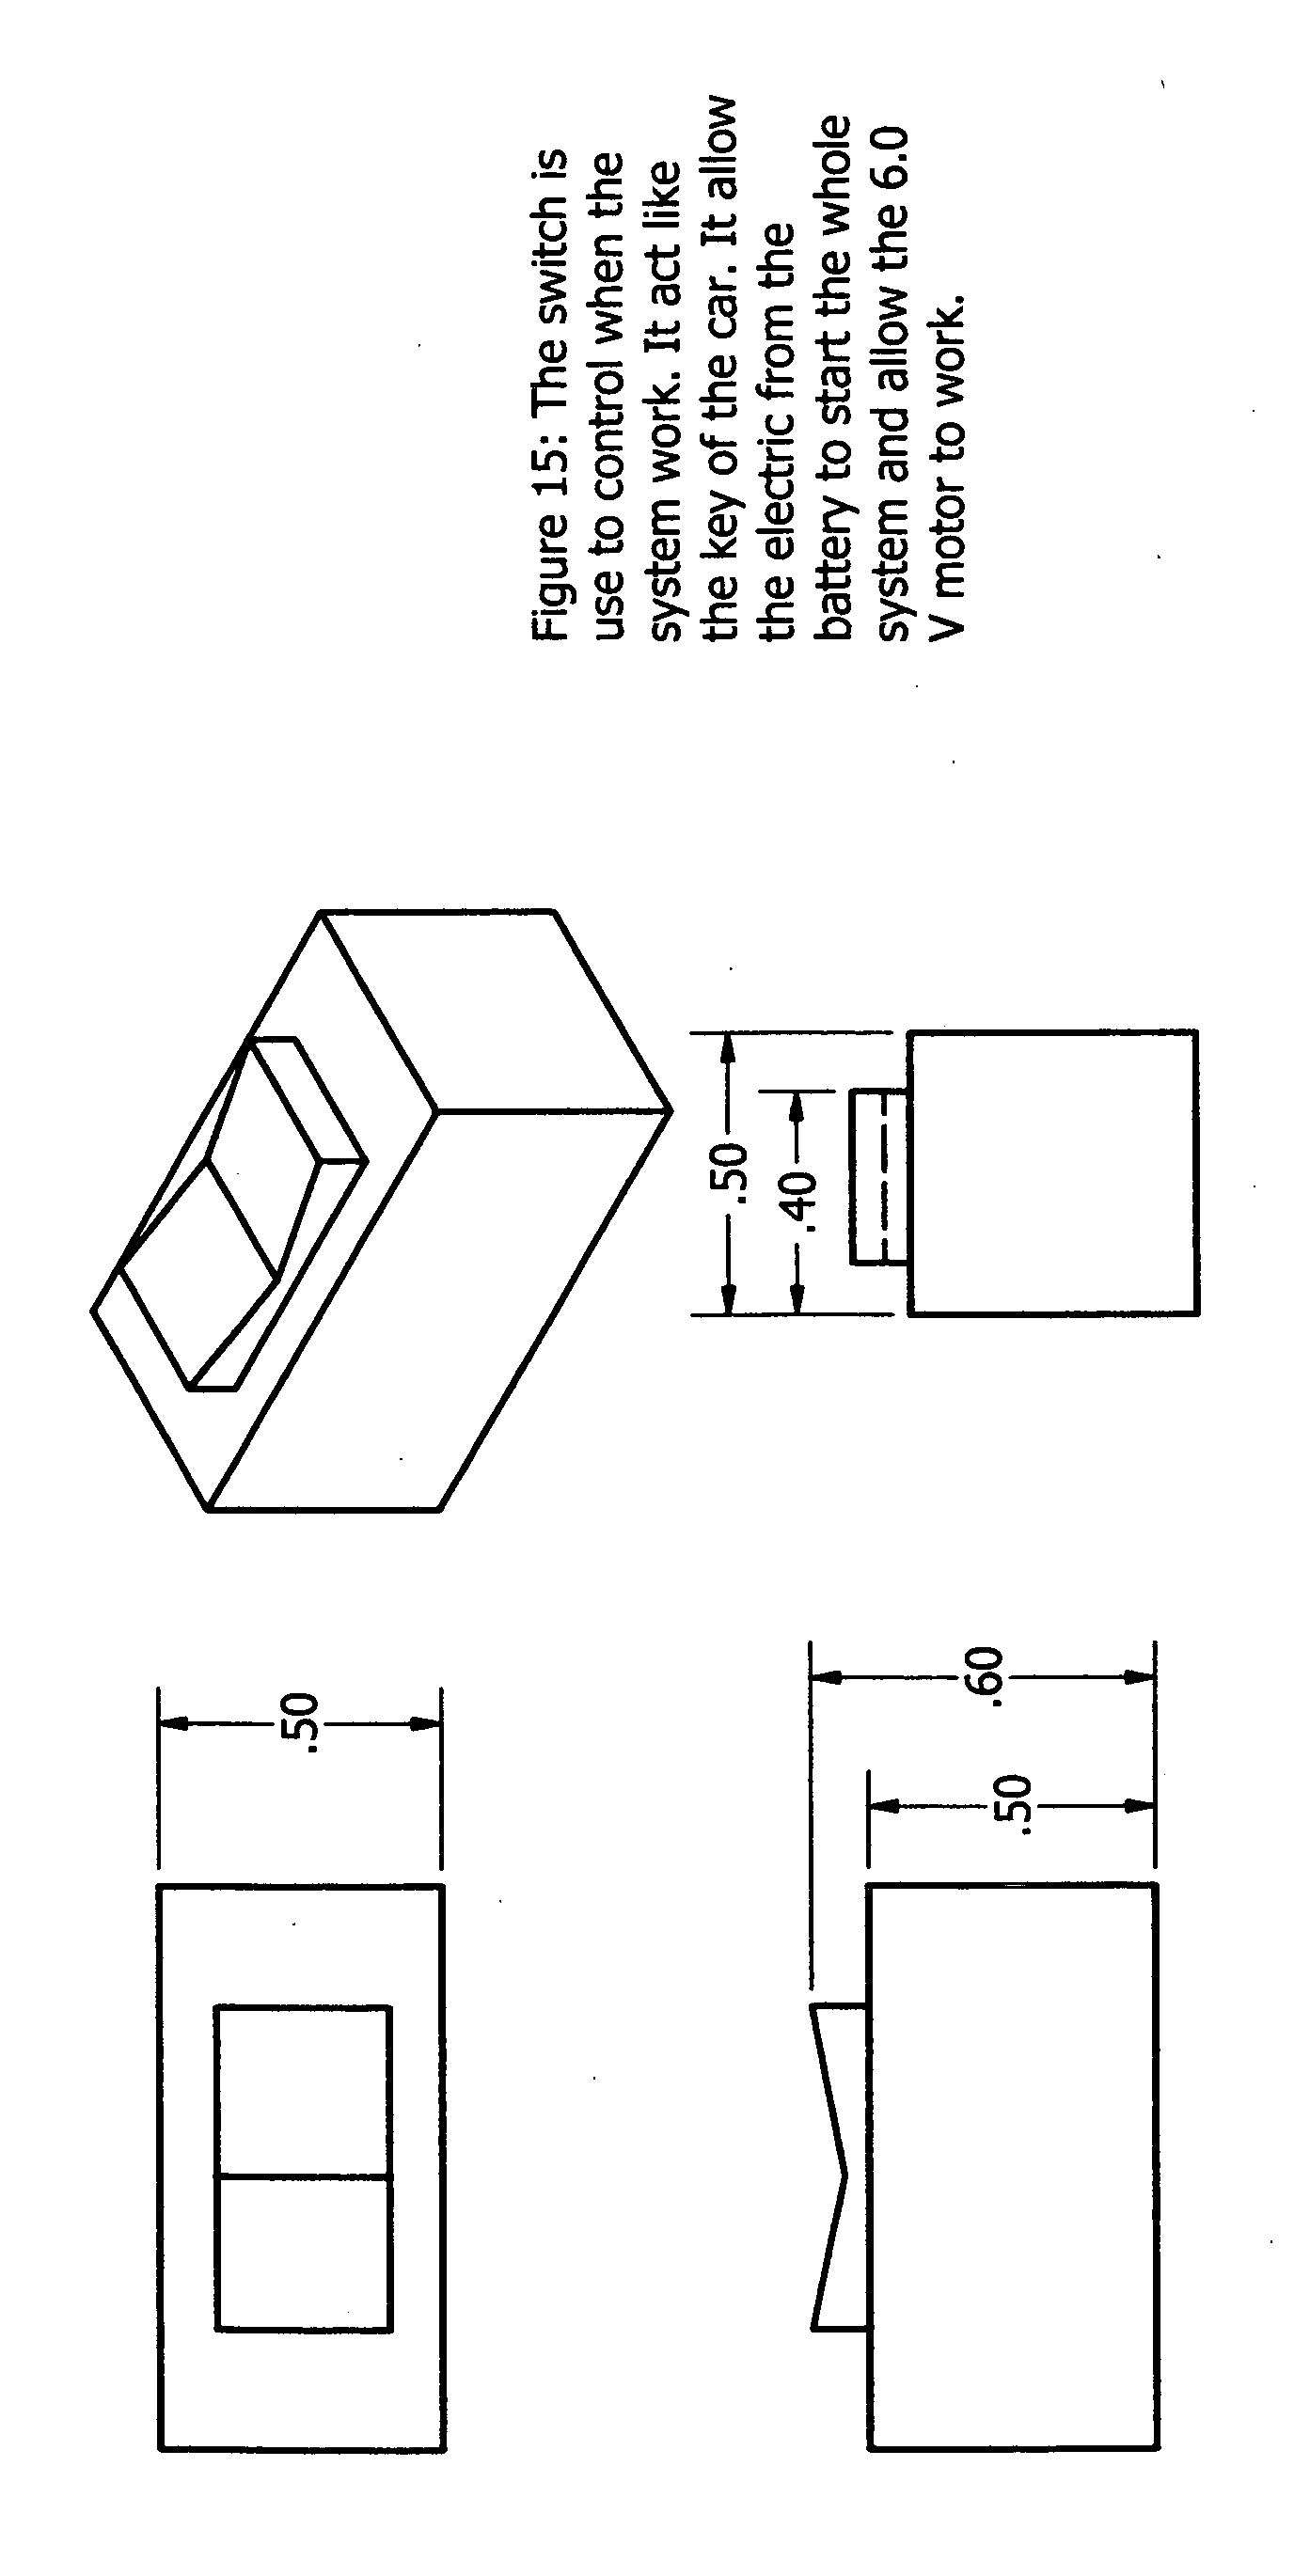 Figure 15: The switch is
use to control when the
system work. It act like
the key of the car. It allow
the electric from the
battery to start the whole
system and allow the 6.0
V motor to work.
.50
.50
.40
.60
.50